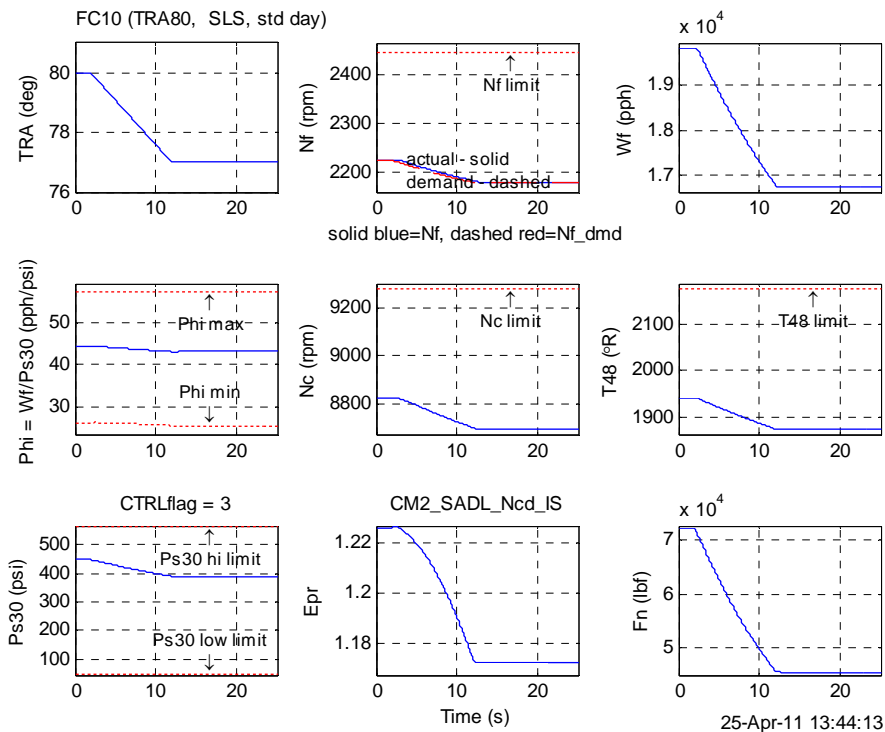 FC10 (TRA80, SLS, std day)
TRA (deg)
80
78
76
0
10
20
Nf (rpm)
2400
2300
2200
0
10
20
↑
Nf limit
actual - solid
demand - dashed
solid blue=Nf, dashed red=Nf_dmd
x 10^4
Wf (pph)
1.9
1.8
1.7
0
10
20
Phi = Wf/Ps30 (pph/psi)
50
40
30
0
10
20
↑
Phi max
Phi min
↓
Nc (rpm)
9200
9000
8800
0
10
20
↑
Nc limit
T48 (°R)
2100
2000
1900
0
10
20
↑
T48 limit
CTRLflag = 3
Ps30 (psi)
500
400
300
200
100
0
10
20
↑
Ps30 hi limit
Ps30 low limit
↓
CM2_SADL_Ncd_IS
Epr
1.22
1.2
1.18
0
10
20
Time (s)
x 10^4
Fn (lbf)
7
6
5
0
10
20
25-Apr-11 13:44:13